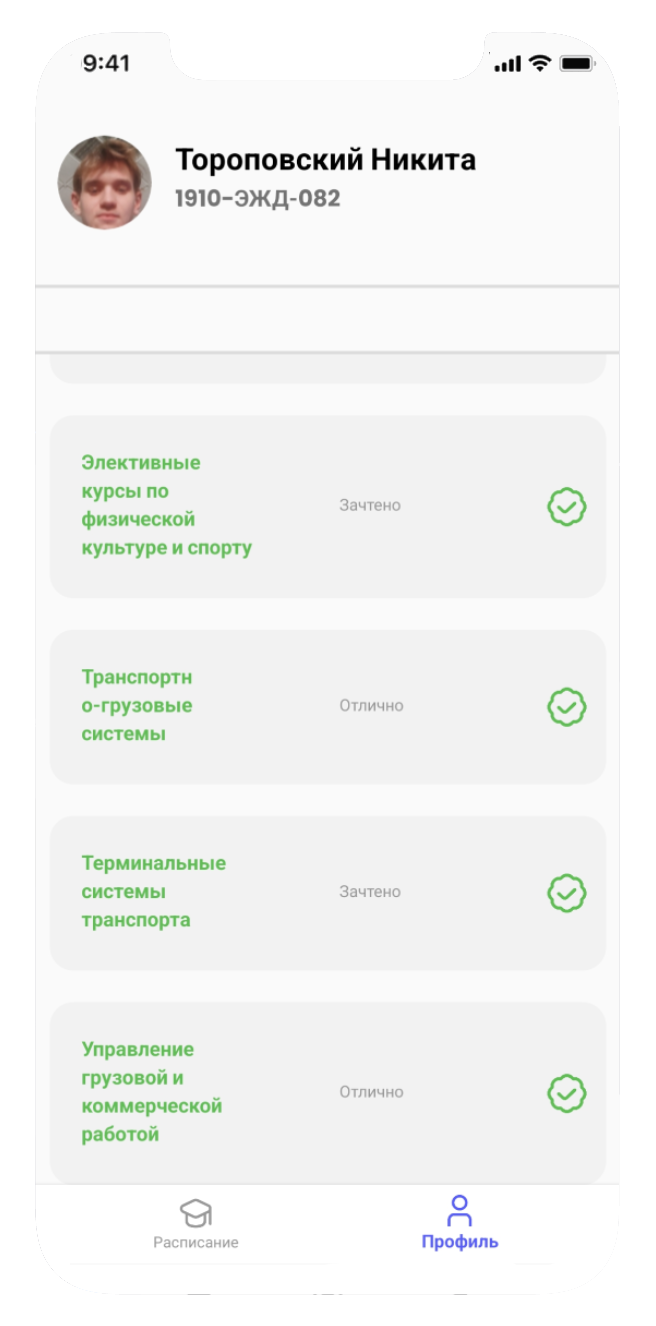 9:41
Тороповский Никита
1910-ЭЖД-082
Элективные
курсы по
физической
культуре и спорту
Зачтено
Транспортн
о-грузовые
системы
Отлично
Терминальные
системы
транспорта
Зачтено
Управление
грузовой и
коммерческой
работой
Отлично
Расписание
Профиль